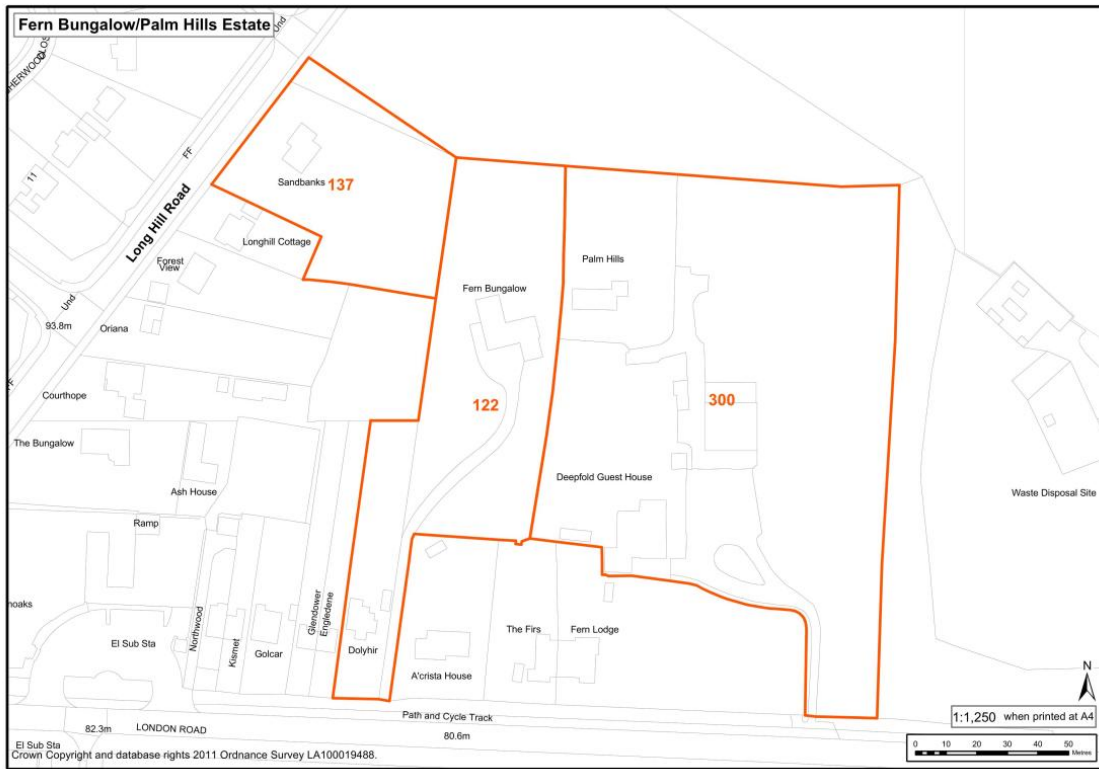 Fern Bungalow/Palm Hills Estate
Und
FF
11
Long Hill Road
Sandbanks
137
Longhill Cottage
Forest
View
Palm Hills
Fern Bungalow
Und
93.8m
Oriana
FF
Courthope
122
300
The Bungalow
Deepfold Guest House
Ash House
Waste Disposal Site
Ramp
noaks
El Sub Sta
Northwood
Kismet
Golcar
Glendower
Engledene
Dolyhir
A'crista House
The Firs
Fern Lodge
N
Path and Cycle Track
1:1,250 when printed at A4
82.3m
LONDON ROAD
80.6m
El Sub Sta
0 10 20 30 40 50
Metres
Crown Copyright and database rights 2011 Ordnance Survey LA100019488.